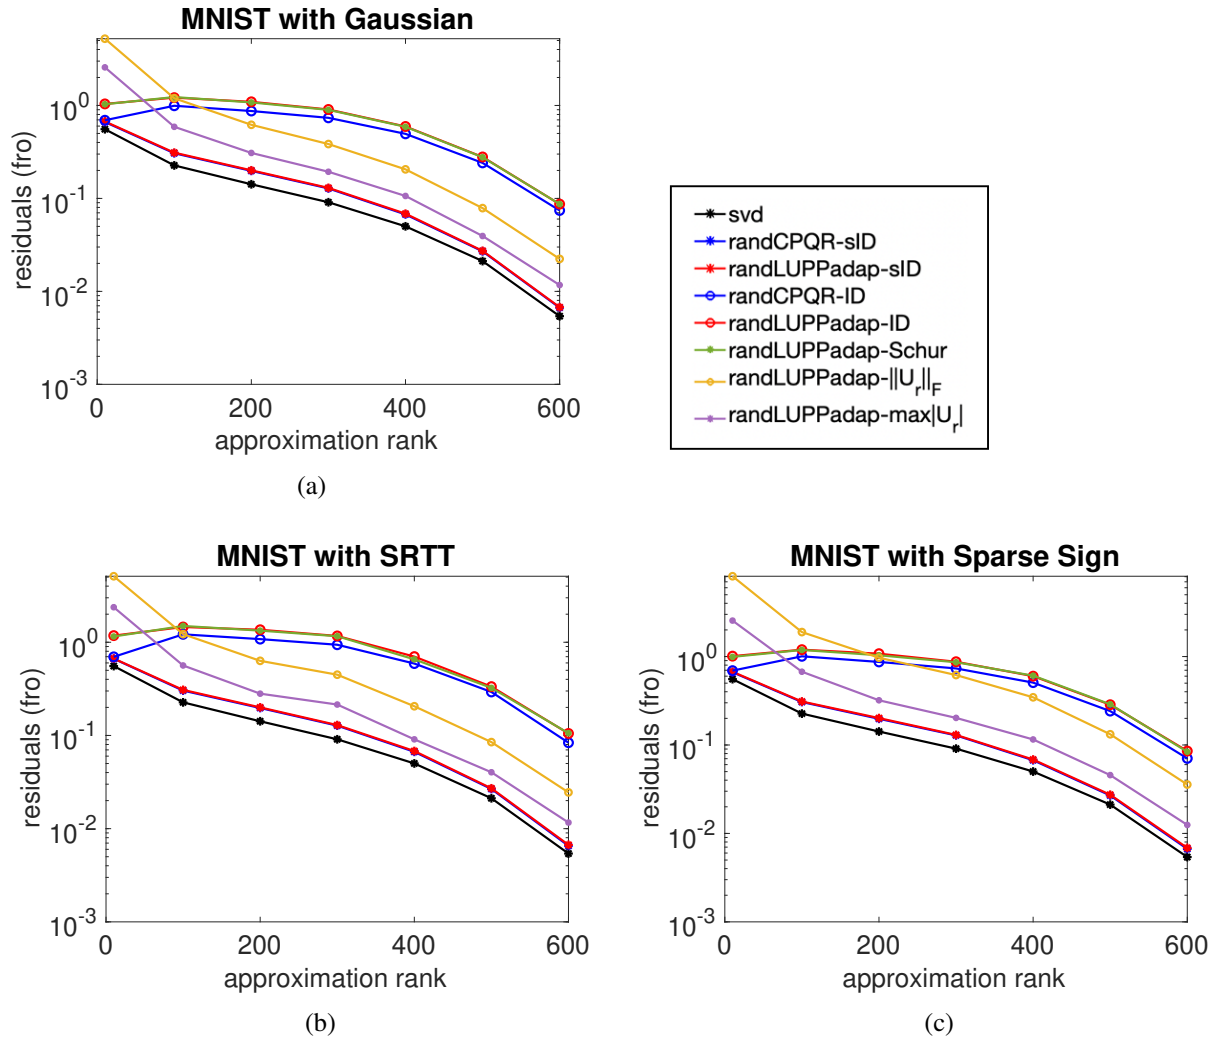 MNIST with Gaussian
10^0
10^-1
10^-2
10^-3
0 200 400 600
residuals (fro)
approximation rank
(a)
svd
randCPQR-sID
randLUPPadap-sID
randCPQR-ID
randLUPPadap-ID
randLUPPadap-Schur
randLUPPadap-||U_r||_F
randLUPPadap-max|U_r|
MNIST with SRTT
10^0
10^-1
10^-2
10^-3
0 200 400 600
residuals (fro)
approximation rank
(b)
MNIST with Sparse Sign
10^0
10^-1
10^-2
10^-3
0 200 400 600
residuals (fro)
approximation rank
(c)